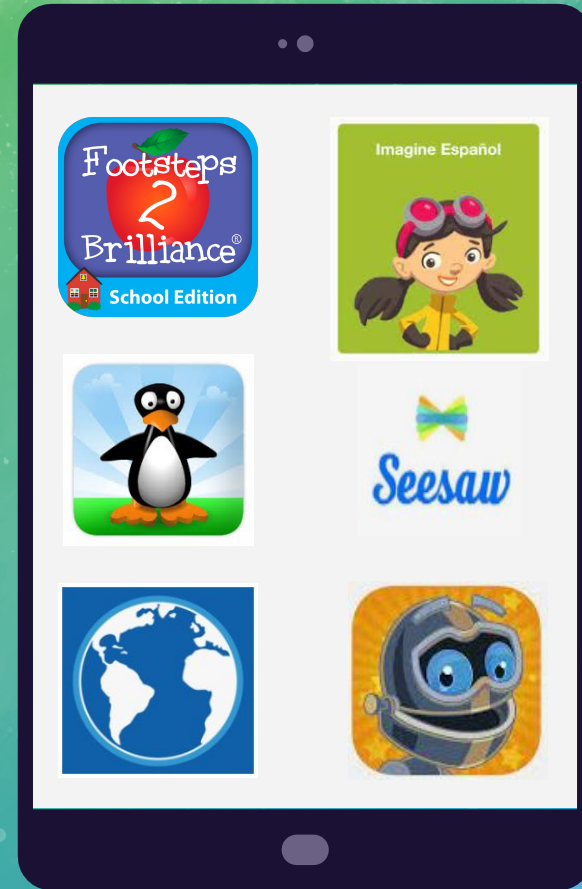 Footsteps
2
Brilliance®
School Edition
Imagine Español
Seesaw